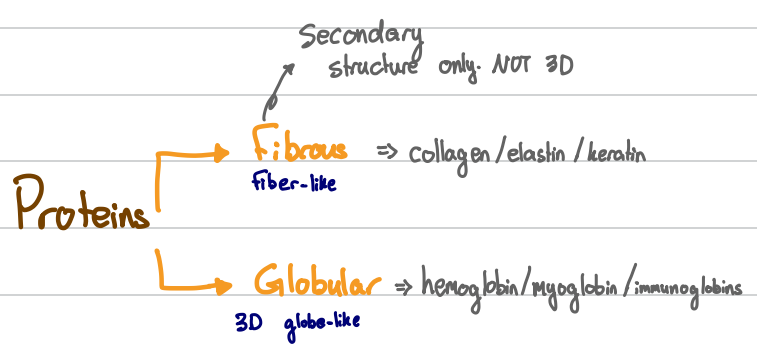 Secondary
structure only. NOT 3D
Fibrous => collagen/elastin/keratin
fiber-like
Proteins
Globular => hemoglobin/myoglobin/immunoglobins
3D globe-like